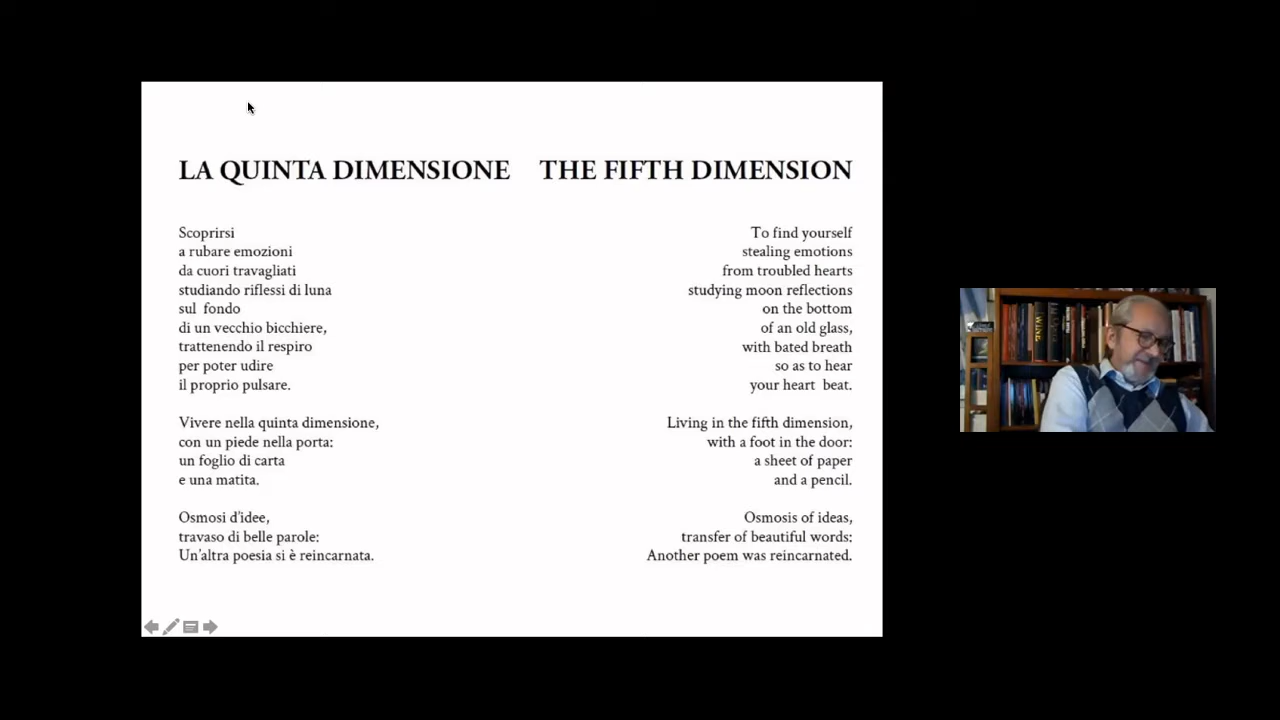 LA QUINTA DIMENSIONE
Scoprirsi
a rubare emozioni
da cuori travagliati
studiando riflessi di luna
sul  fondo
di un vecchio bicchiere,
trattenendo il respiro
per poter udire
il proprio pulsare.
Vivere nella quinta dimensione,
con un piede nella porta:
un foglio di carta
e una matita.
Osmosi d'idee,
travaso di belle parole:
Un'altra poesia si è reincarnata.
THE FIFTH DIMENSION
To find yourself
stealing emotions
from troubled hearts
studying moon reflections
on the bottom
of an old glass,
with bated breath
so as to hear
your heart  beat.
Living in the fifth dimension,
with a foot in the door:
a sheet of paper
and a pencil.
Osmosis of ideas,
transfer of beautiful words:
Another poem was reincarnated.
WINE